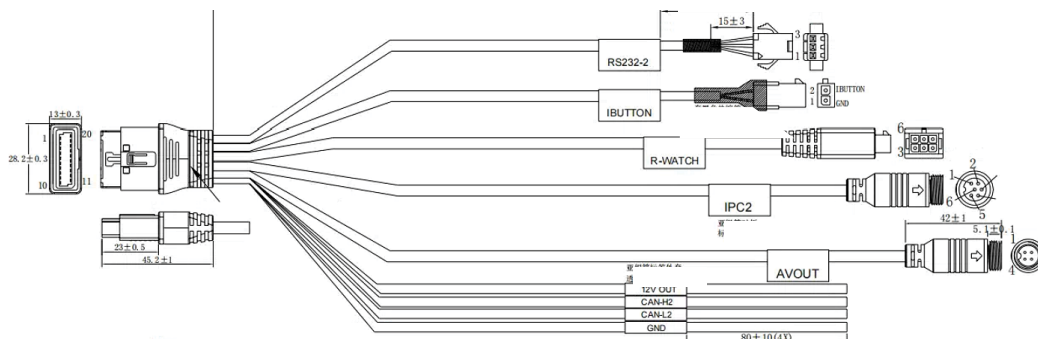 15±3
3
1
RS232-2
IBUTTON
2
1
IBUTTON
GND
13±0.3
1
20
28.2±0.3
10
11
R-WATCH
6
3
IPC2
1
2
6
5
23±0.5
45.2±1
42±1
5.1±0.1
AVOUT
1
4
12V OUT
CAN-H2
CAN-L2
GND
80±10(4X)